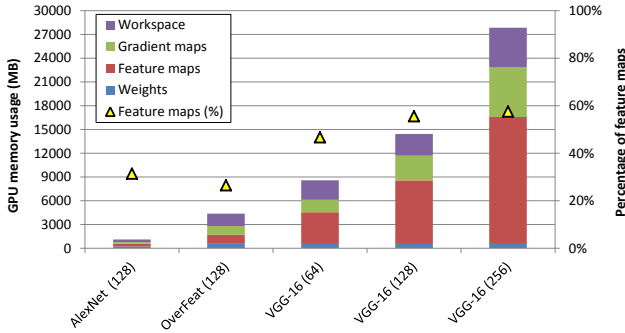 GPU memory usage (MB)
30000
27000
24000
21000
18000
15000
12000
9000
6000
3000
0
Workspace
Gradient maps
Feature maps
Weights
Feature maps (%)
100%
80%
60%
40%
20%
0%
Percentage of feature maps
AlexNet (128)
OverFeat (128)
VGG-16 (64)
VGG-16 (128)
VGG-16 (256)